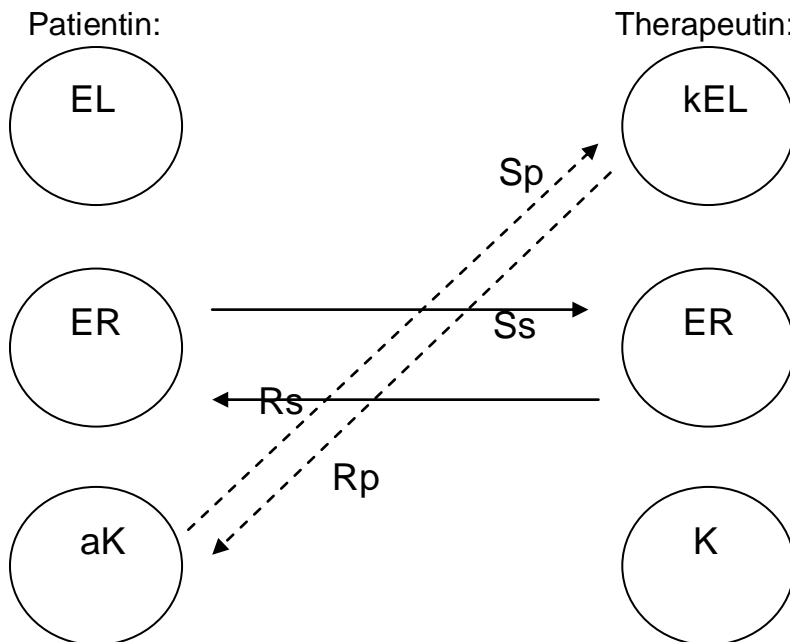 Patientin: Therapeutin:
EL kEL
Sp
ER Ss ER
Rs
Rp
aK K